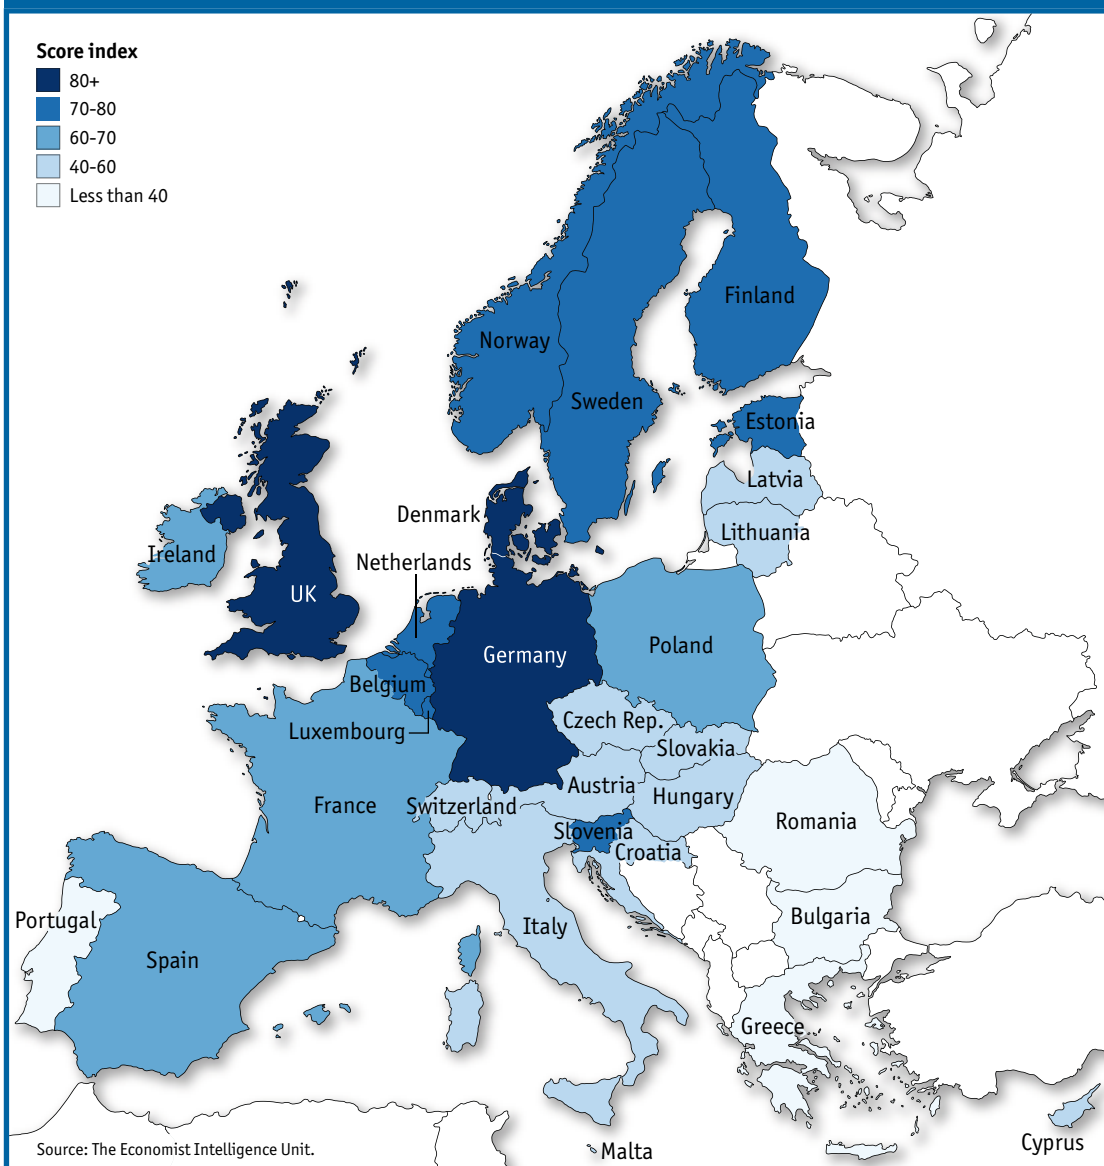 Score index
80+
70-80
60-70
40-60
Less than 40
Finland
Norway
Sweden
Estonia
Latvia
Denmark
Lithuania
Ireland
Netherlands
UK
Poland
Germany
Belgium
Czech Rep.
Luxembourg
Slovakia
Austria
Hungary
France
Switzerland
Romania
Slovenia
Croatia
Portugal
Bulgaria
Italy
Spain
Greece
Source: The Economist Intelligence Unit.
Malta
Cyprus